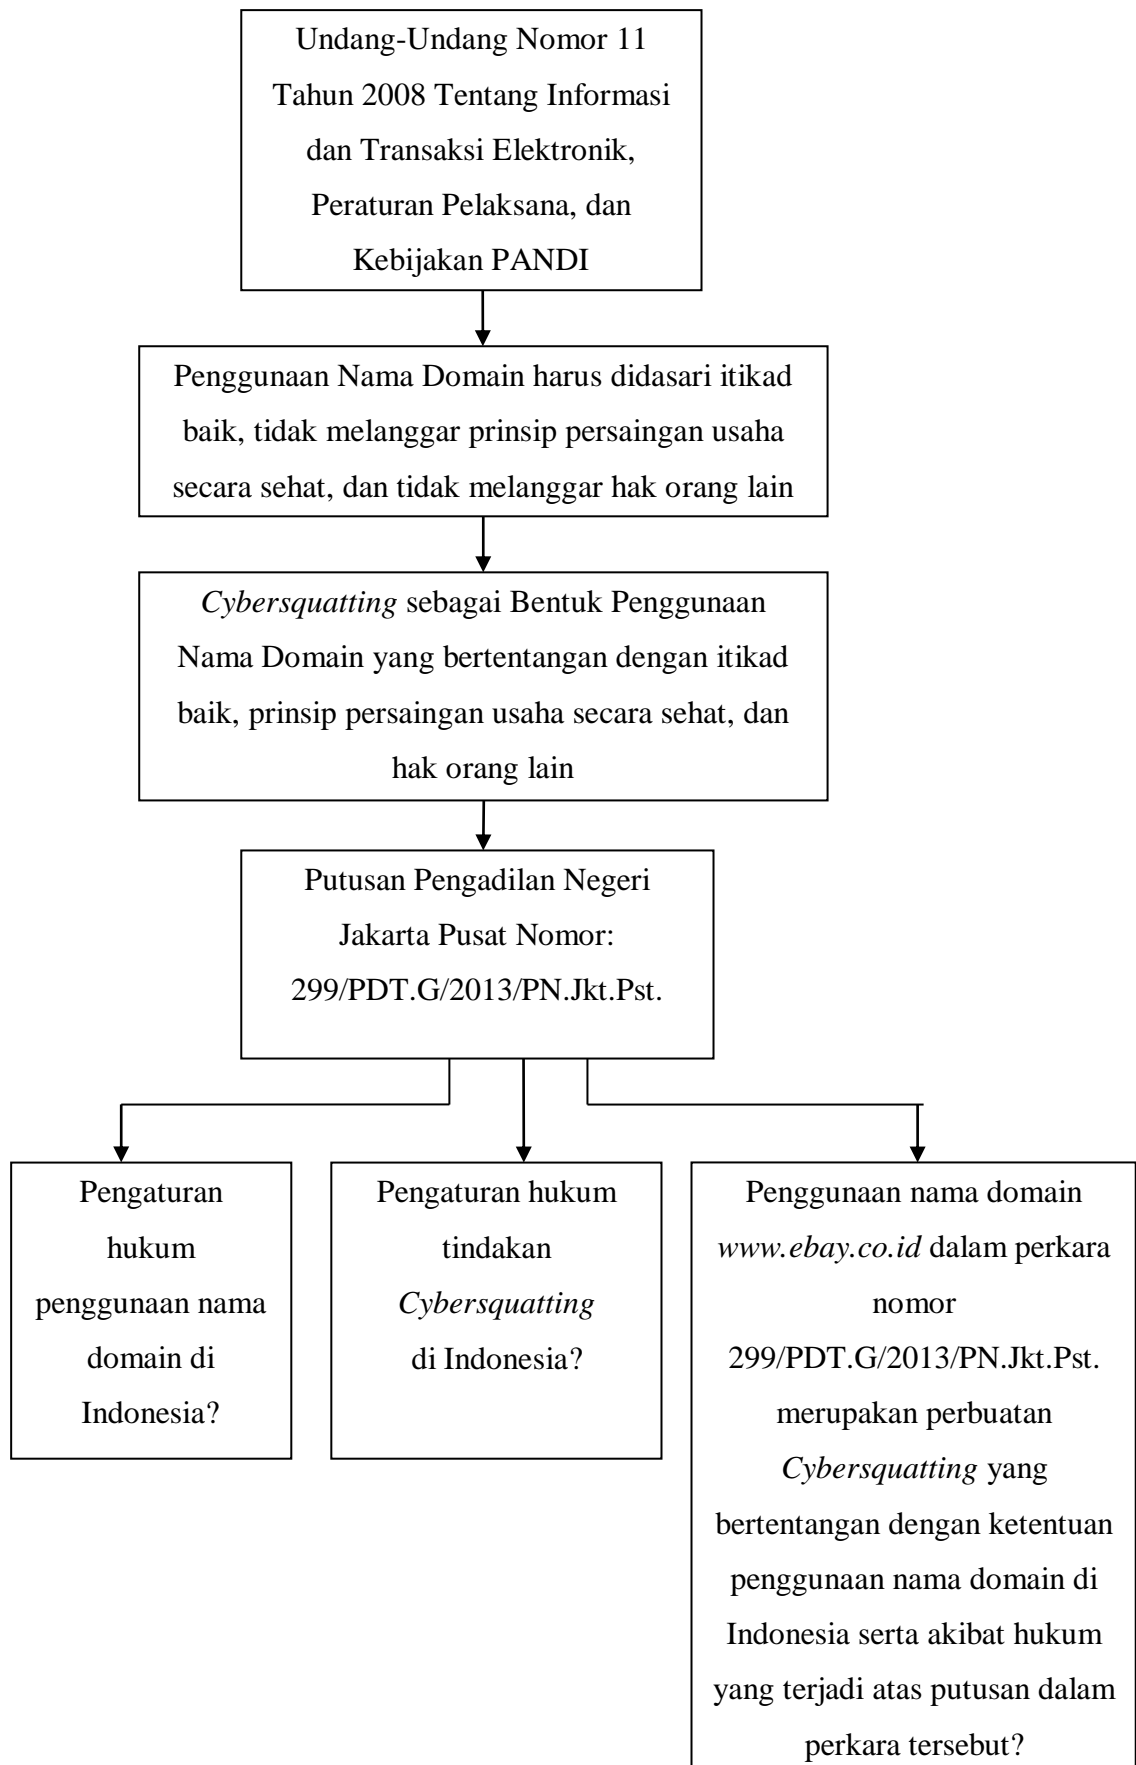 Undang-Undang Nomor 11
Tahun 2008 Tentang Informasi
dan Transaksi Elektronik,
Peraturan Pelaksana, dan
Kebijakan PANDI
Penggunaan Nama Domain harus didasari itikad
baik, tidak melanggar prinsip persaingan usaha
secara sehat, dan tidak melanggar hak orang lain
Cybersquatting sebagai Bentuk Penggunaan
Nama Domain yang bertentangan dengan itikad
baik, prinsip persaingan usaha secara sehat, dan
hak orang lain
Putusan Pengadilan Negeri
Jakarta Pusat Nomor:
299/PDT.G/2013/PN.Jkt.Pst.
Pengaturan
hukum
penggunaan nama
domain di
Indonesia?
Pengaturan hukum
tindakan
Cybersquatting
di Indonesia?
Penggunaan nama domain
www.ebay.co.id dalam perkara
nomor
299/PDT.G/2013/PN.Jkt.Pst.
merupakan perbuatan
Cybersquatting yang
bertentangan dengan ketentuan
penggunaan nama domain di
Indonesia serta akibat hukum
yang terjadi atas putusan dalam
perkara tersebut?